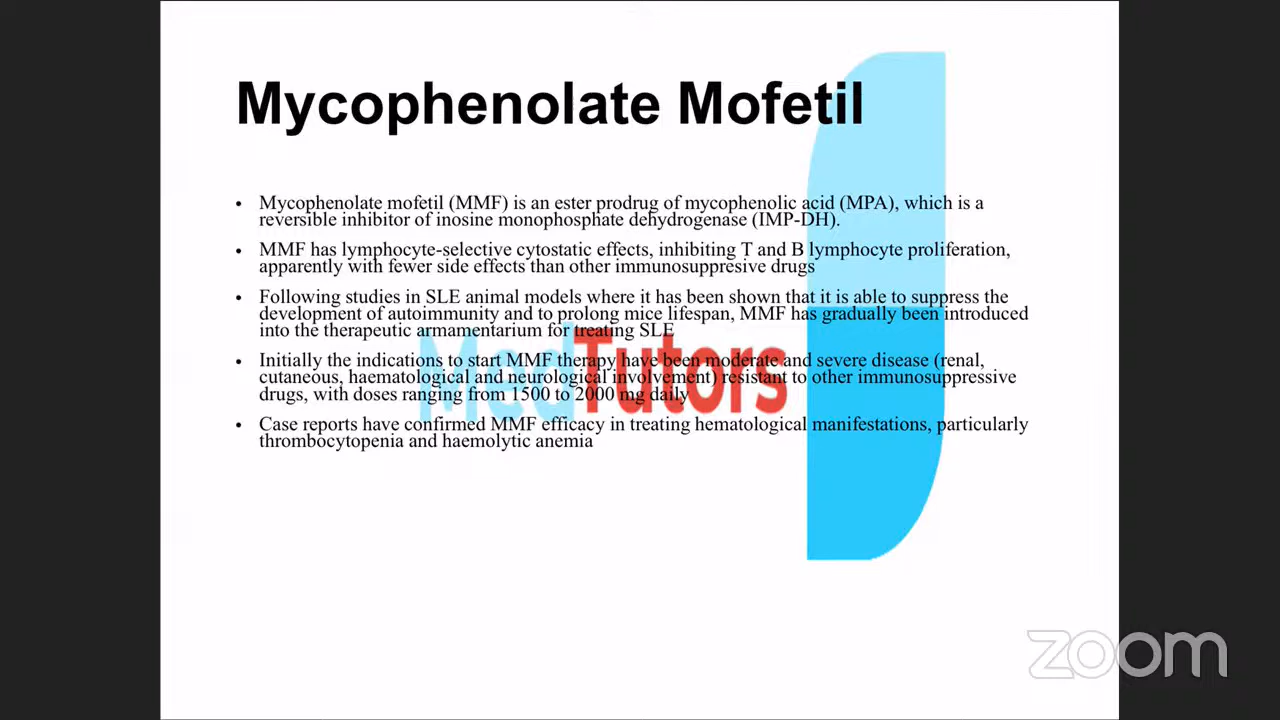 Mycophenolate Mofetil
• Mycophenolate mofetil (MMF) is an ester prodrug of mycophenolic acid (MPA), which is a
reversible inhibitor of inosine monophosphate dehydrogenase (IMP-DH).
• MMF has lymphocyte-selective cytostatic effects, inhibiting T and B lymphocyte proliferation,
apparently with fewer side effects than other immunosuppresive drugs
• Following studies in SLE animal models where it has been shown that it is able to suppress the
development of autoimmunity and to prolong mice lifespan, MMF has gradually been introduced
into the therapeutic armamentarium for treating SLE
• Initially the indications to start MMF therapy have been moderate and severe disease (renal,
cutaneous, haematological and neurological involvement) resistant to other immunosuppressive
drugs, with doses ranging from 1500 to 2000 mg daily
• Case reports have confirmed MMF efficacy in treating hematological manifestations, particularly
thrombocytopenia and haemolytic anemia
MedTutors
zoom